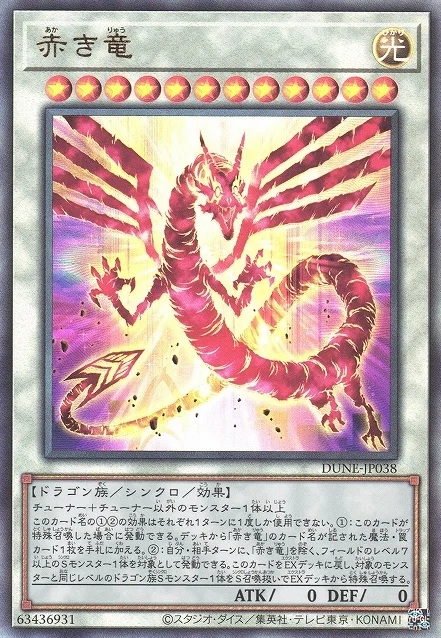 赤き竜
光
DUNE-JP038
【ドラゴン族／シンクロ／効果】
チューナー＋チューナー以外のモンスター1体以上
このカード名の①②の効果はそれぞれ1ターンに1度しか使用できない。①：このカードが
特殊召喚した場合に発動できる。デッキから「赤き竜」のカード名が記された魔法・罠
カード1枚を手札に加える。②：自分・相手ターンに、「赤き竜」を除く、フィールドのレベル7
以上のSモンスター1体を対象として発動できる。このカードをEXデッキに戻し、対象のモンス
ターと同じレベルのドラゴン族Sモンスター1体をS召喚扱いでEXデッキから特殊召喚する。
ATK/ 0 DEF/ 0
63436931 ©スタジオ・ダイス／集英社・テレビ東京・KONAMI